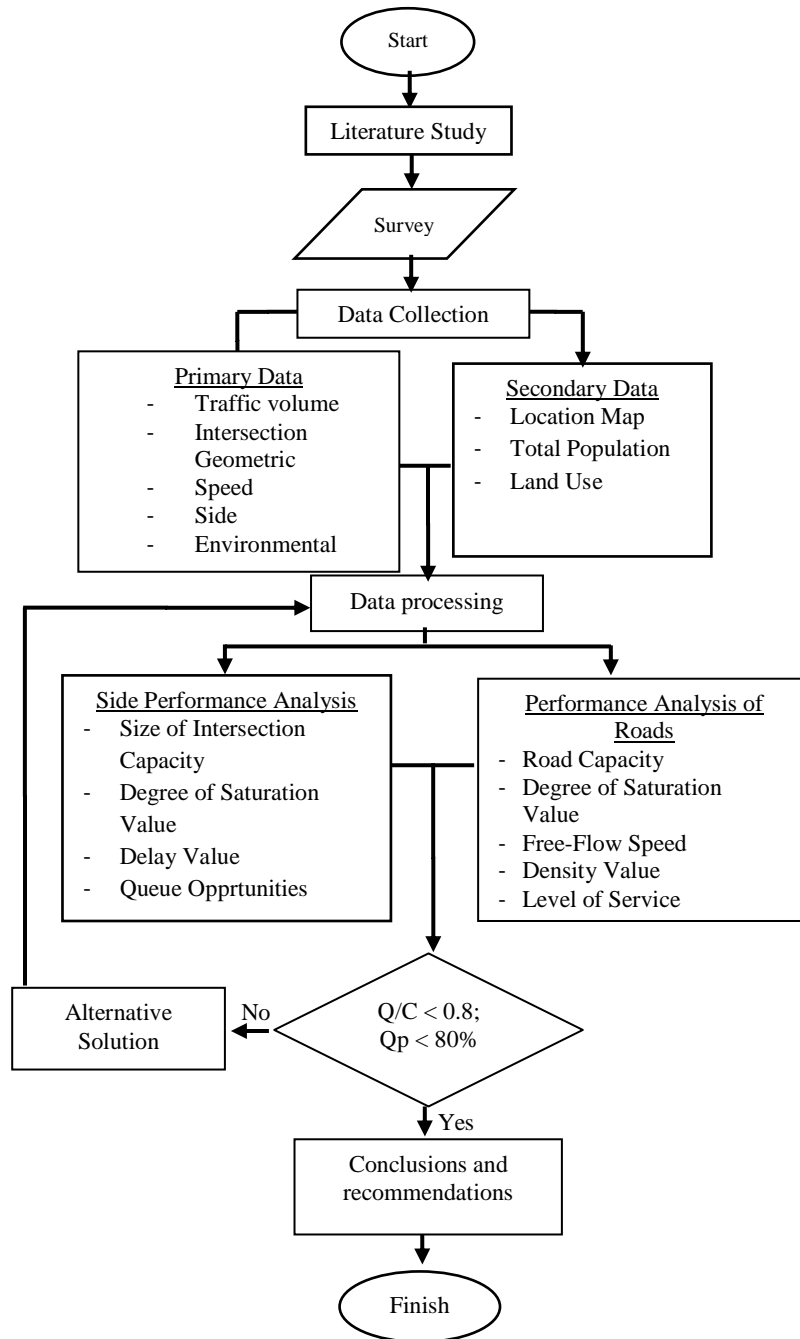 Start
Literature Study
Survey
Data Collection
Primary Data
- Traffic volume
- Intersection
Geometric
- Speed
- Side
- Environmental
Secondary Data
- Location Map
- Total Population
- Land Use
Data processing
Side Performance Analysis
- Size of Intersection
Capacity
- Degree of Saturation
Value
- Delay Value
- Queue Opprtunities
Performance Analysis of
Roads
- Road Capacity
- Degree of Saturation
Value
- Free-Flow Speed
- Density Value
- Level of Service
Alternative
Solution
No
Q/C < 0.8;
Qp < 80%
Yes
Conclusions and
recommendations
Finish